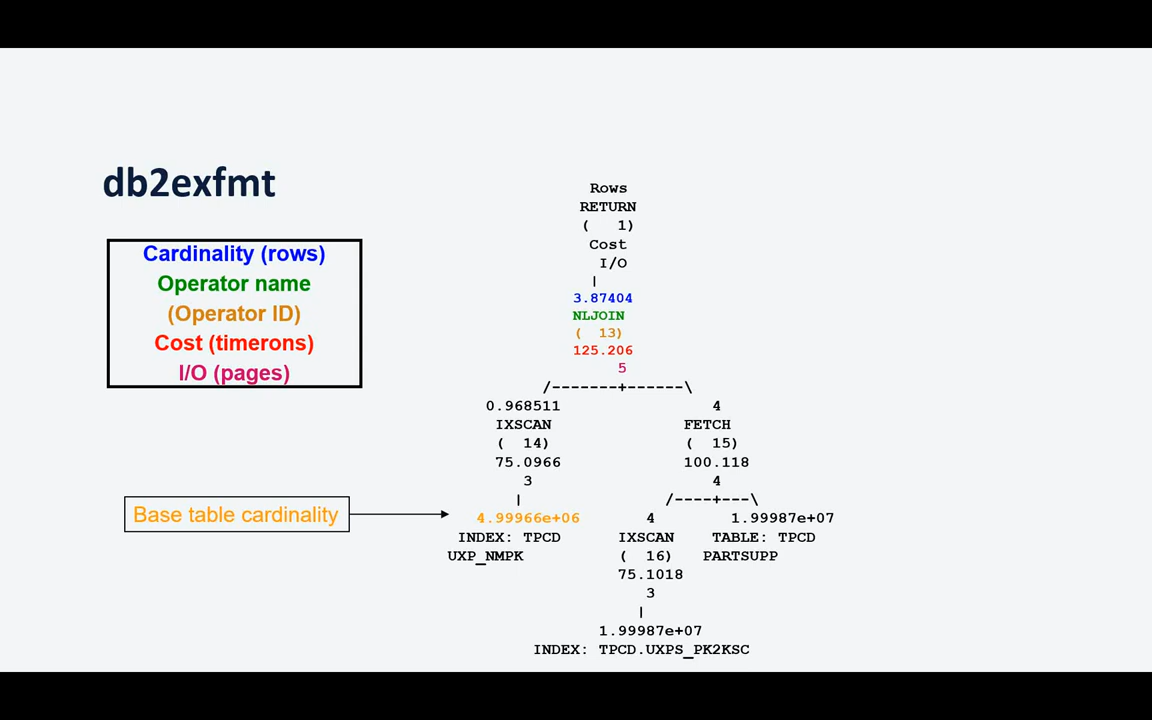 db2exfmt
Cardinality (rows)
Operator name
(Operator ID)
Cost (timerons)
I/O (pages)
Base table cardinality
Rows
RETURN
( 1)
Cost
I/O
|
3.87404
NLJOIN
( 13)
125.206
5
/-------+------\
0.968511 4
IXSCAN FETCH
( 14) ( 15)
75.0966 100.118
3 4
| /----+---\
4.99966e+06 4 1.99987e+07
INDEX: TPCD IXSCAN TABLE: TPCD
UXP_NMPK ( 16) PARTSUPP
75.1018
3
|
1.99987e+07
INDEX: TPCD.UXPS_PK2KSC